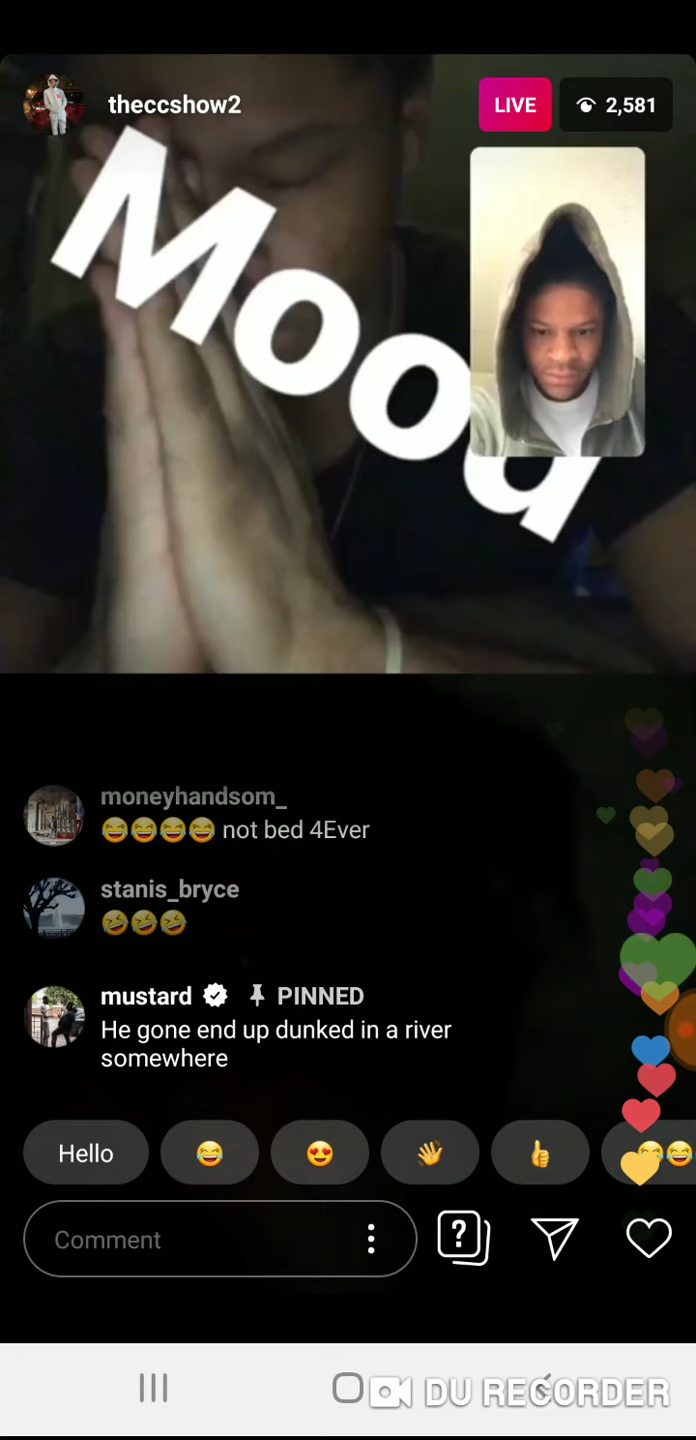 theccshow2
LIVE
2,581
Mood
moneyhandsom_
😂😂😂😂 not bed 4Ever
stanis_bryce
🤣🤣🤣
mustard PINNED
He gone end up dunked in a river
somewhere
Hello
Comment
?
DU RECORDER